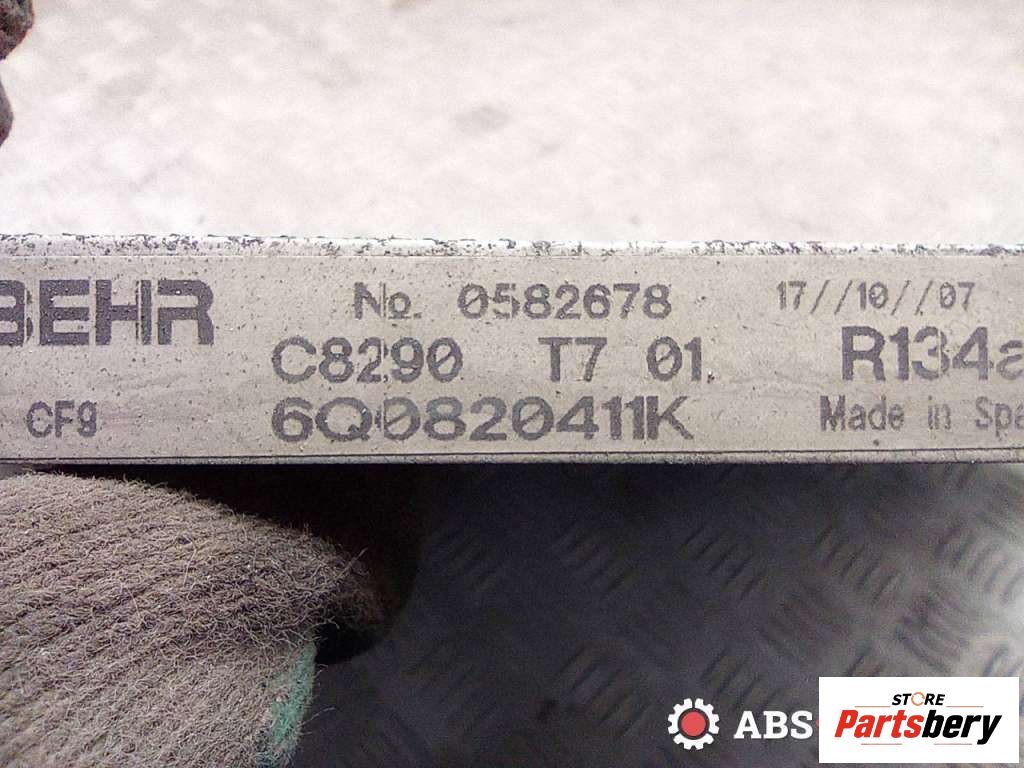 BEHR № 0582678 17//10//07
C8290 T7 01 R134a
CF9 6Q0820411K Made in Spa
ABS
STORE
Partsbery